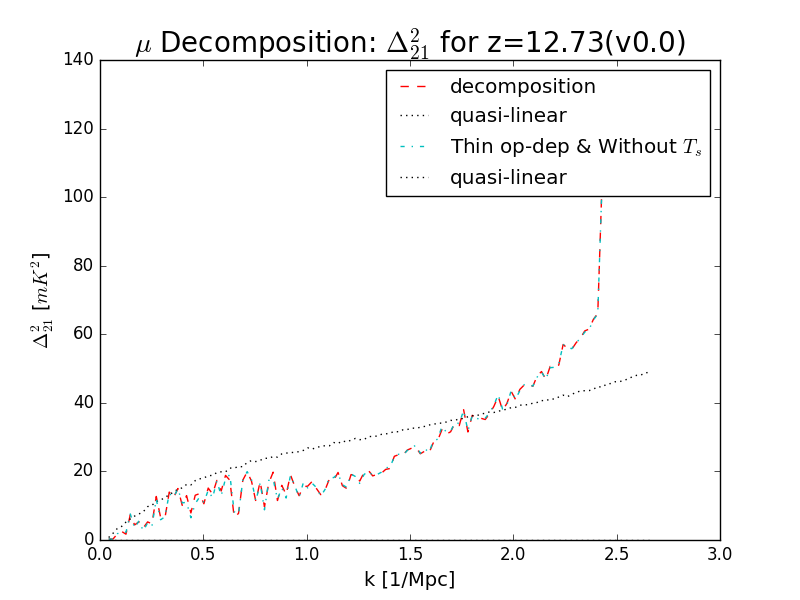 μ Decomposition: Δ²₂₁ for z=12.73(v0.0)
140
120
100
80
60
40
20
0
Δ²₂₁ [mK²]
decomposition
quasi-linear
Thin op-dep & Without Tₛ
quasi-linear
0.0 0.5 1.0 1.5 2.0 2.5 3.0
k [1/Mpc]